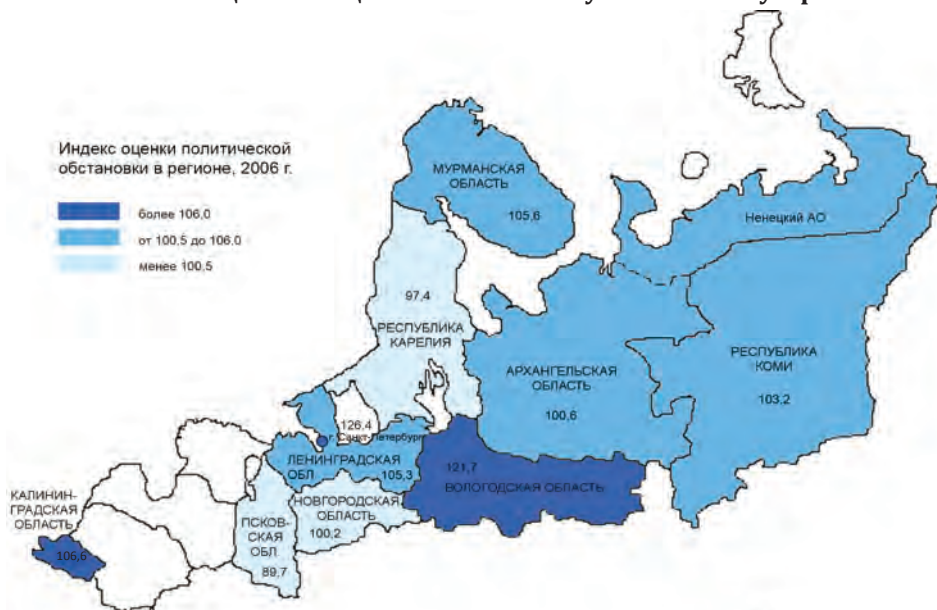 Индекс оценки политической
обстановки в регионе, 2006 г.
более 106,0
от 100,5 до 106,0
менее 100,5
МУРМАНСКАЯ
ОБЛАСТЬ
105,6
Ненецкий АО
97,4
РЕСПУБЛИКА
КАРЕЛИЯ
АРХАНГЕЛЬСКАЯ
ОБЛАСТЬ
100,6
РЕСПУБЛИКА
КОМИ
103,2
126,4
г. Санкт-Петербург
ЛЕНИНГРАДСКАЯ
ОБЛ
105,3
121,7
ВОЛОГОДСКАЯ ОБЛАСТЬ
НОВГОРОДСКАЯ
ОБЛАСТЬ
100,2
ПСКОВ-
СКАЯ
ОБЛ
89,7
КАЛИНИН-
ГРАДСКАЯ
ОБЛАСТЬ
106,6